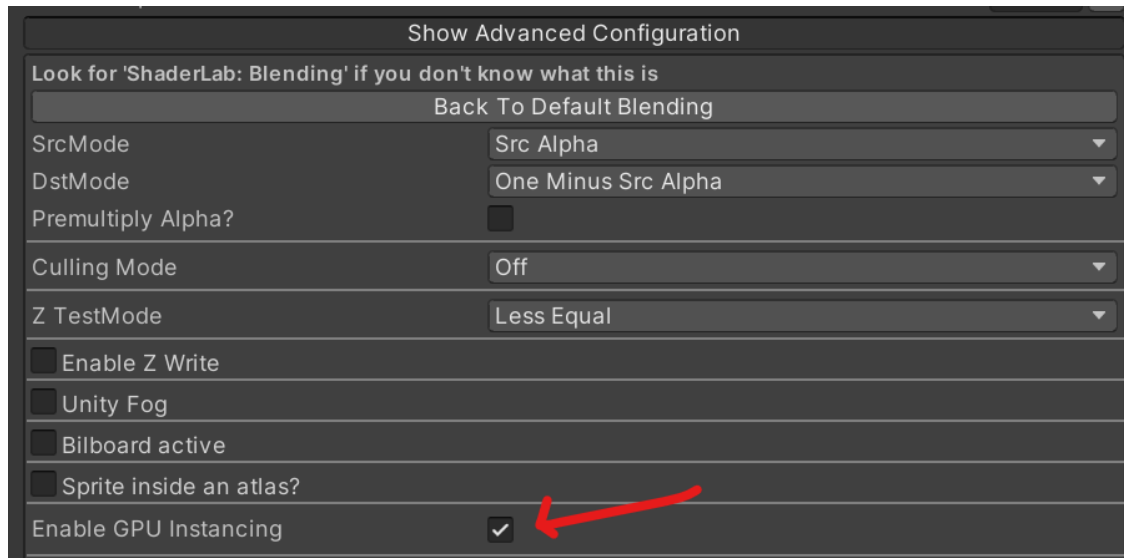 Show Advanced Configuration
Look for 'ShaderLab: Blending' if you don't know what this is
Back To Default Blending
SrcMode Src Alpha
DstMode One Minus Src Alpha
Premultiply Alpha?
Culling Mode Off
Z TestMode Less Equal
Enable Z Write
Unity Fog
Bilboard active
Sprite inside an atlas?
Enable GPU Instancing